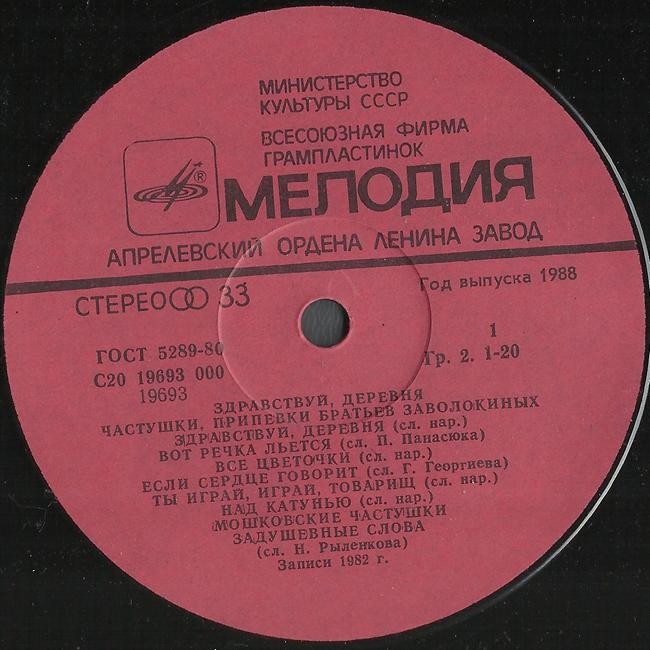 МИНИСТЕРСТВО
КУЛЬТУРЫ СССР
ВСЕСОЮЗНАЯ ФИРМА
ГРАМПЛАСТИНОК
®
МЕЛОДИЯ
АПРЕЛЕВСКИЙ ОРДЕНА ЛЕНИНА ЗАВОД
СТЕРЕО 33
Год выпуска 1988
ГОСТ 5289-80
1
С20 19693 000
Гр. 2. 1-20
19693
ЗДРАВСТВУЙ, ДЕРЕВНЯ
ЧАСТУШКИ, ПРИПЕВКИ БРАТЬЕВ ЗАВОЛОКИНЫХ
ЗДРАВСТВУЙ, ДЕРЕВНЯ (сл. нар.)
ВОТ РЕЧКА ЛЬЕТСЯ (сл. П. Панасюка)
ВСЕ ЦВЕТОЧКИ (сл. нар.)
ЕСЛИ СЕРДЦЕ ГОВОРИТ (сл. Г. Георгиева)
ТЫ ИГРАЙ, ИГРАЙ, ТОВАРИЩ (сл. нар.)
НАД КАТУНЬЮ (сл. нар.)
МОШКОВСКИЕ ЧАСТУШКИ
ЗАДУШЕВНЫЕ СЛОВА
(сл. Н. Рыленкова)
Записи 1982 г.